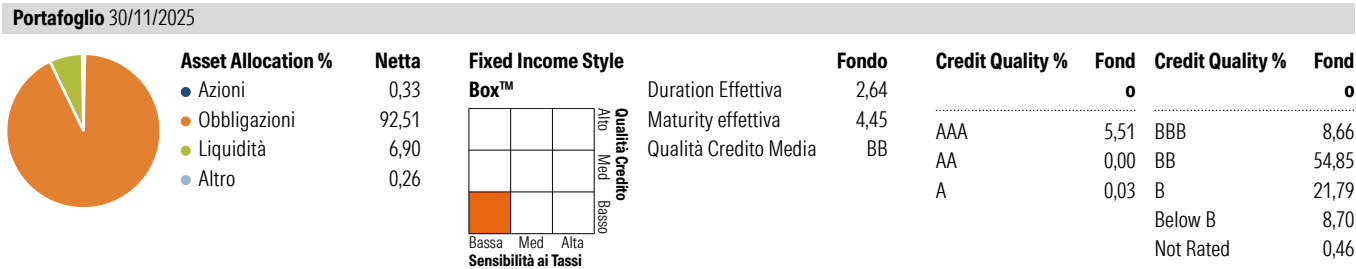 Portafoglio 30/11/2025
Asset Allocation % Netta
Azioni 0,33
Obbligazioni 92,51
Liquidità 6,90
Altro 0,26
Fixed Income Style
Box™
Alto
Med
Basso
Qualità Credito
Bassa Med Alta
Sensibilità ai Tassi
Fondo
Duration Effettiva 2,64
Maturity effettiva 4,45
Qualità Credito Media BB
Credit Quality % Fond
o
AAA 5,51
AA 0,00
A 0,03
Credit Quality % Fond
o
BBB 8,66
BB 54,85
B 21,79
Below B 8,70
Not Rated 0,46